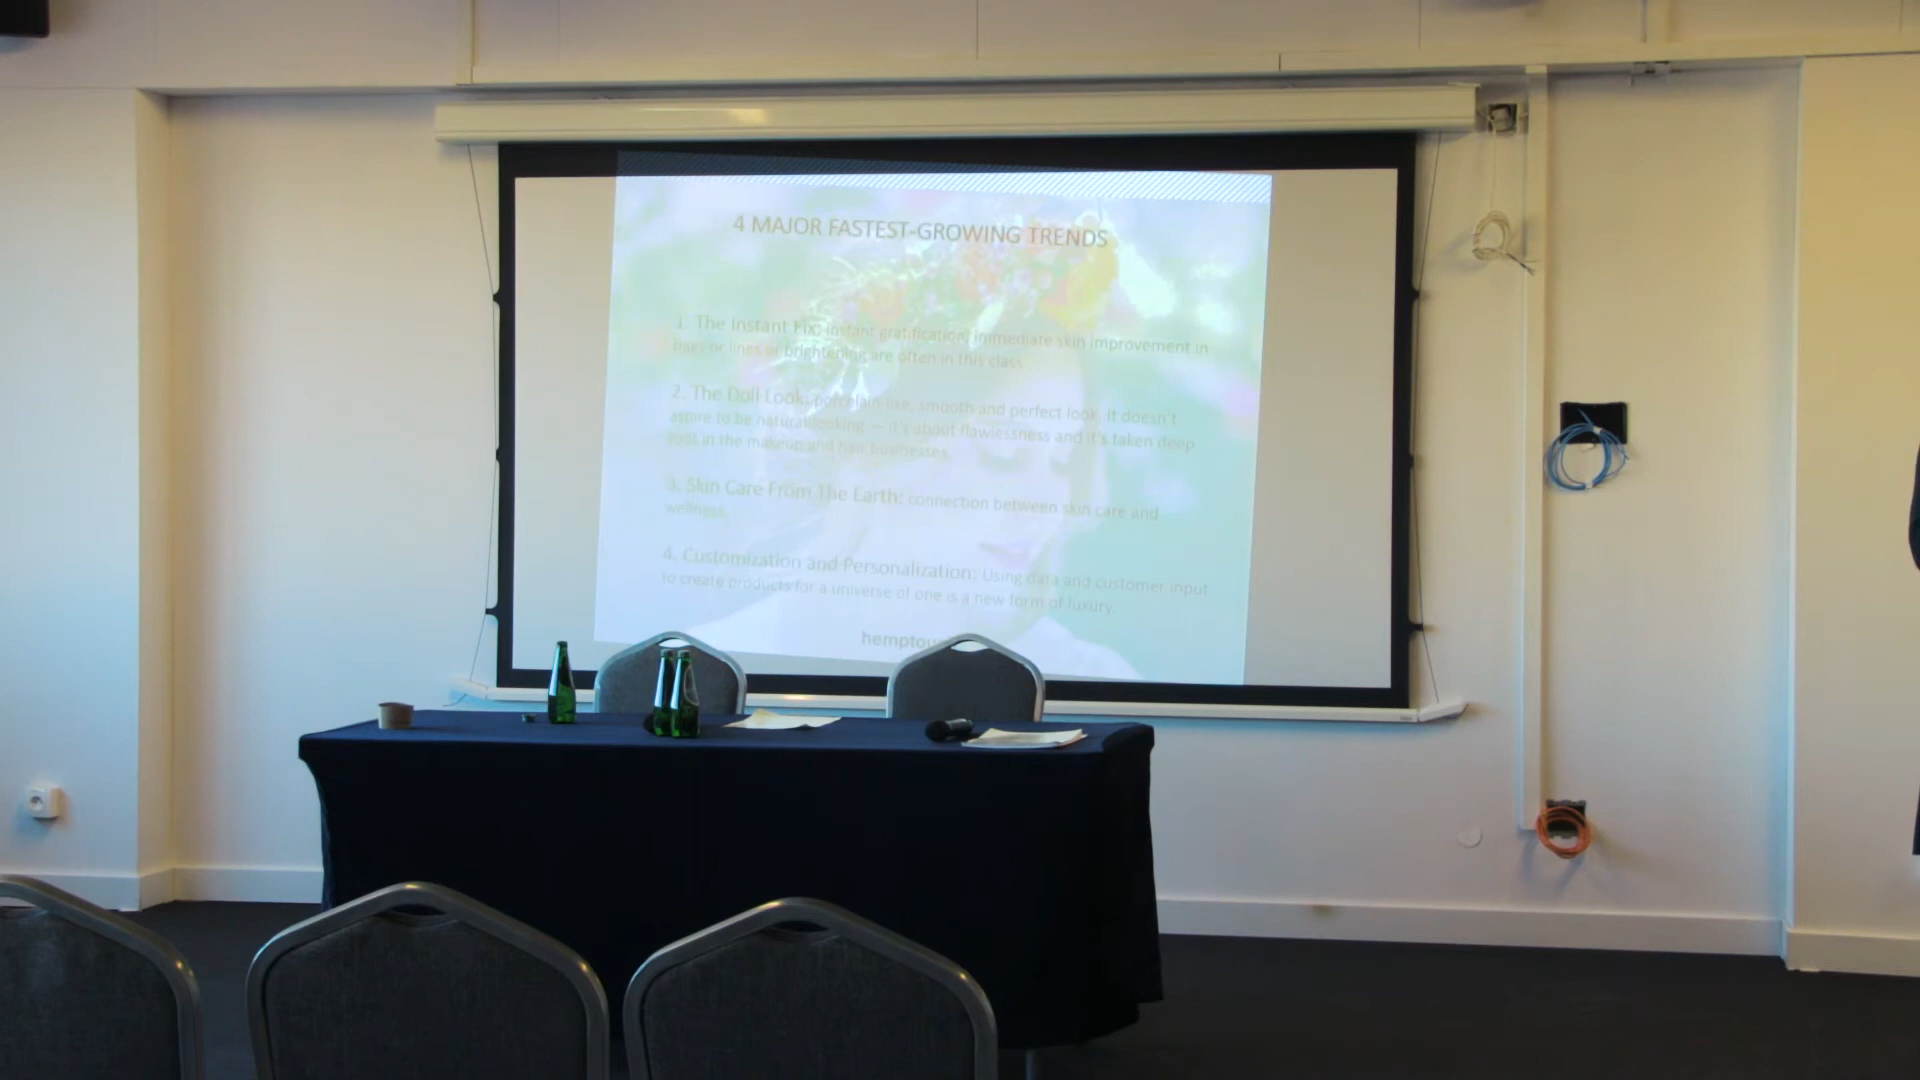 4 MAJOR FASTEST-GROWING TRENDS
1. The Instant Fix: instant gratification, immediate skin improvement in
bags or lines or brightening are often in this class
2. The Doll Look: porcelain-like, smooth and perfect look. It doesn't
aspire to be natural looking — it's about flawlessness and it's taken deep
root in the makeup and hair businesses.
3. Skin Care From The Earth: connection between skin care and
wellness.
4. Customization and Personalization: Using data and customer input
to create products for a universe of one is a new form of luxury.